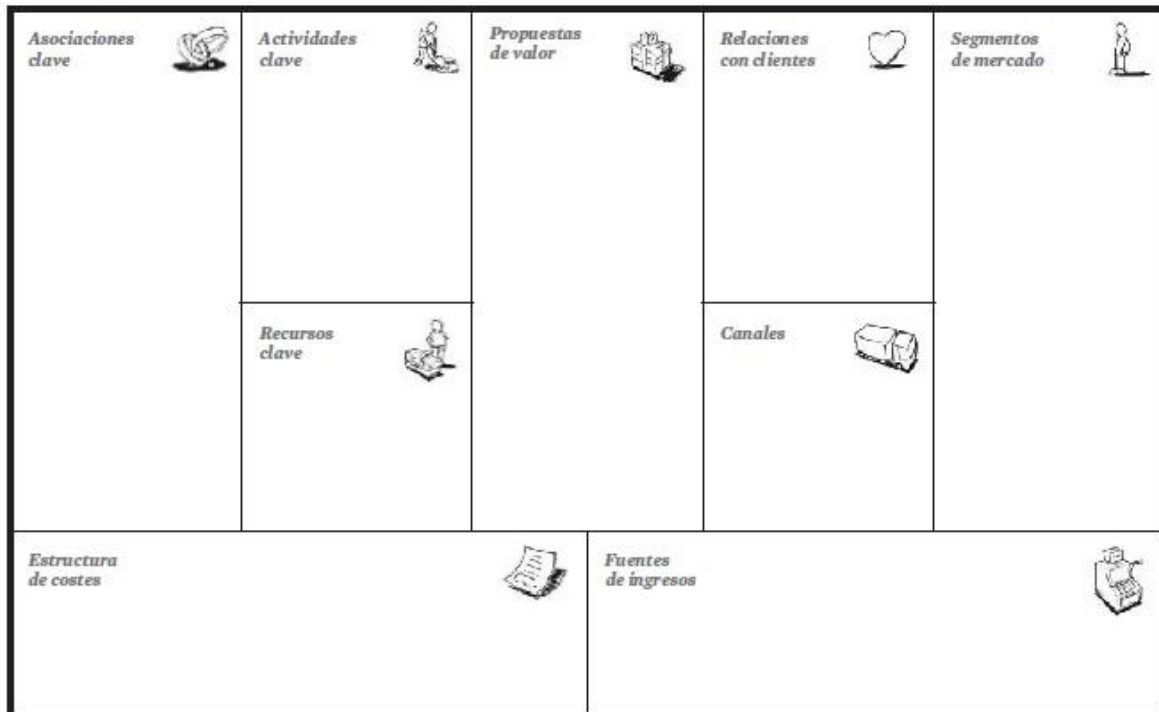 Asociaciones
clave
Actividades
clave
Propuestas
de valor
Relaciones
con clientes
Segmentos
de mercado
Recursos
clave
Canales
Estructura
de costes
Fuentes
de ingresos